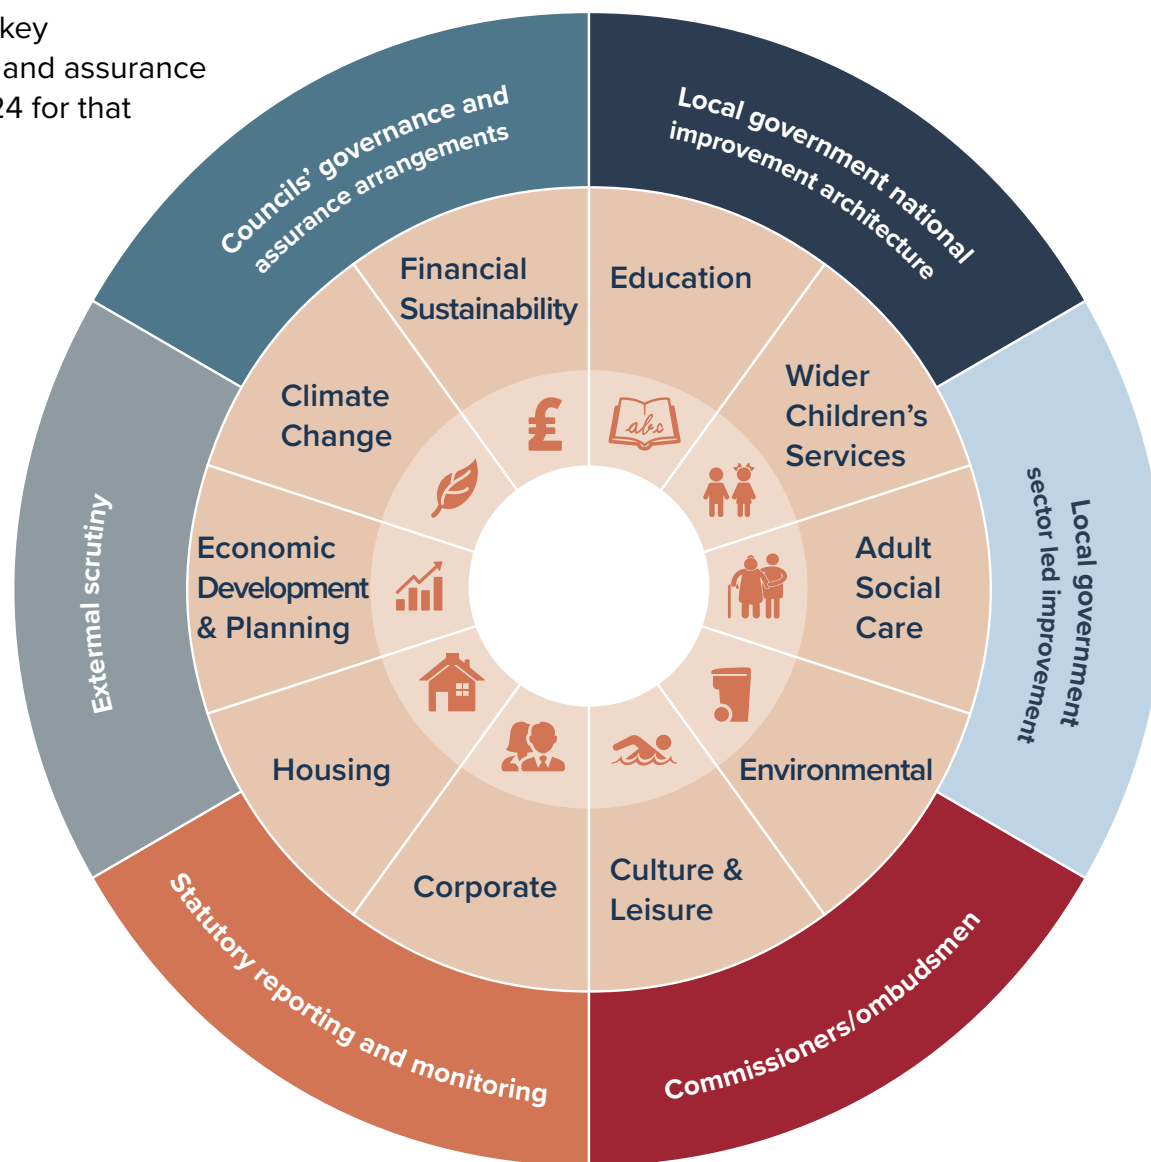 key
and assurance
24 for that
Councils’ governance and
assurance arrangements
Local government national
improvement architecture
Local government
sector led improvement
Commissioners/ombudsmen
Statutory reporting and monitoring
Extermal scrutiny
Financial
Sustainability
Education
Wider
Children’s
Services
Adult
Social
Care
Environmental
Culture &
Leisure
Corporate
Housing
Economic
Development
& Planning
Climate
Change
£
abc